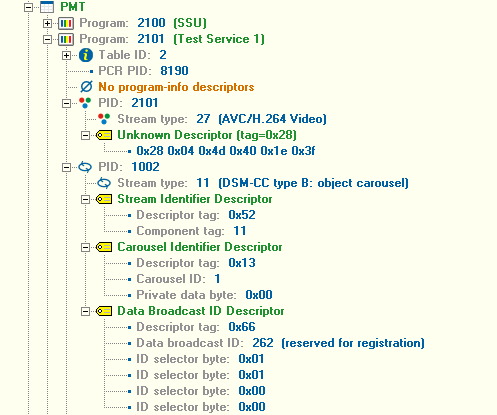 PMT
Program: 2100 (SSU)
Program: 2101 (Test Service 1)
Table ID: 2
PCR PID: 8190
No program-info descriptors
PID: 2101
Stream type: 27 (AVC/H.264 Video)
Unknown Descriptor (tag=0x28)
0x28 0x04 0x4d 0x40 0x1e 0x3f
PID: 1002
Stream type: 11 (DSM-CC type B: object carousel)
Stream Identifier Descriptor
Descriptor tag: 0x52
Component tag: 11
Carousel Identifier Descriptor
Descriptor tag: 0x13
Carousel ID: 1
Private data byte: 0x00
Data Broadcast ID Descriptor
Descriptor tag: 0x66
Data broadcast ID: 262 (reserved for registration)
ID selector byte: 0x01
ID selector byte: 0x01
ID selector byte: 0x00
ID selector byte: 0x00